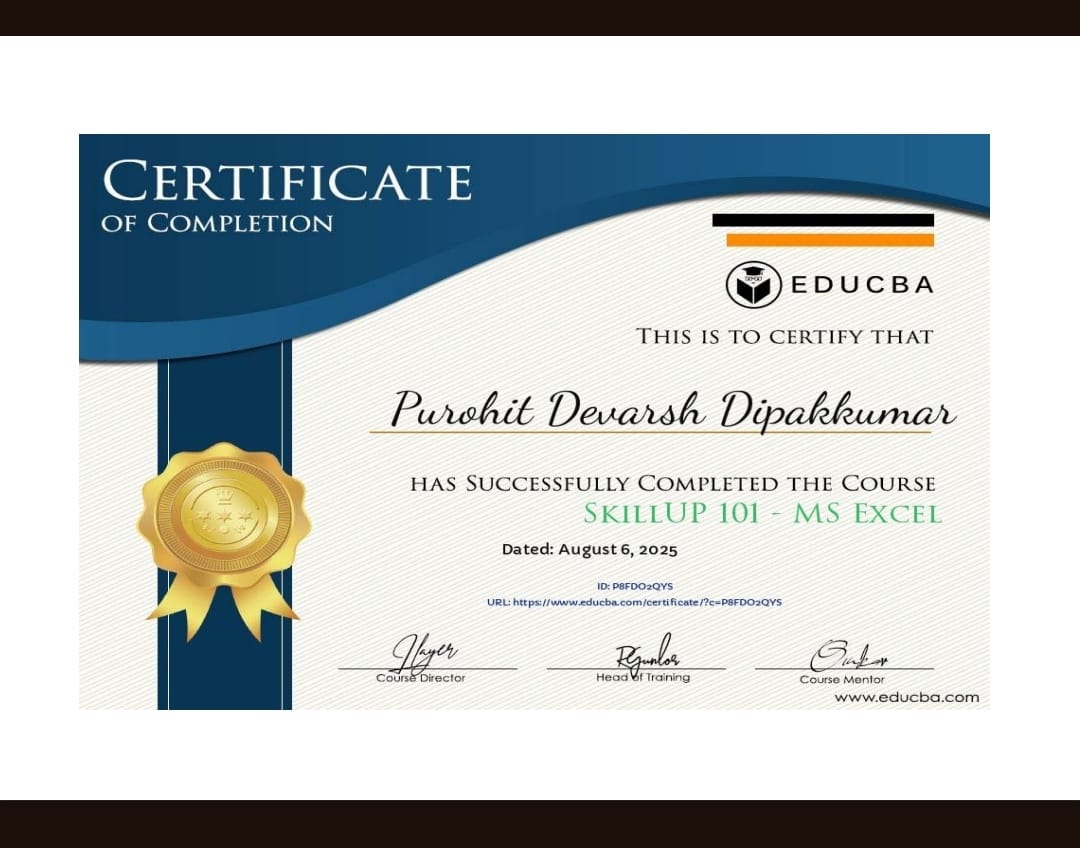 CERTIFICATE
OF COMPLETION
EDUCBA
THIS IS TO CERTIFY THAT
Purohit Devarsh Dipakkumar
HAS SUCCESSFULLY COMPLETED THE COURSE
SKILLUP 101 - MS EXCEL
Dated: August 6, 2025
ID: P8FDO2QYS
URL: https://www.educba.com/certificate/?c=P8FDO2QYS
Course Director
Head of Training
Course Mentor
www.educba.com